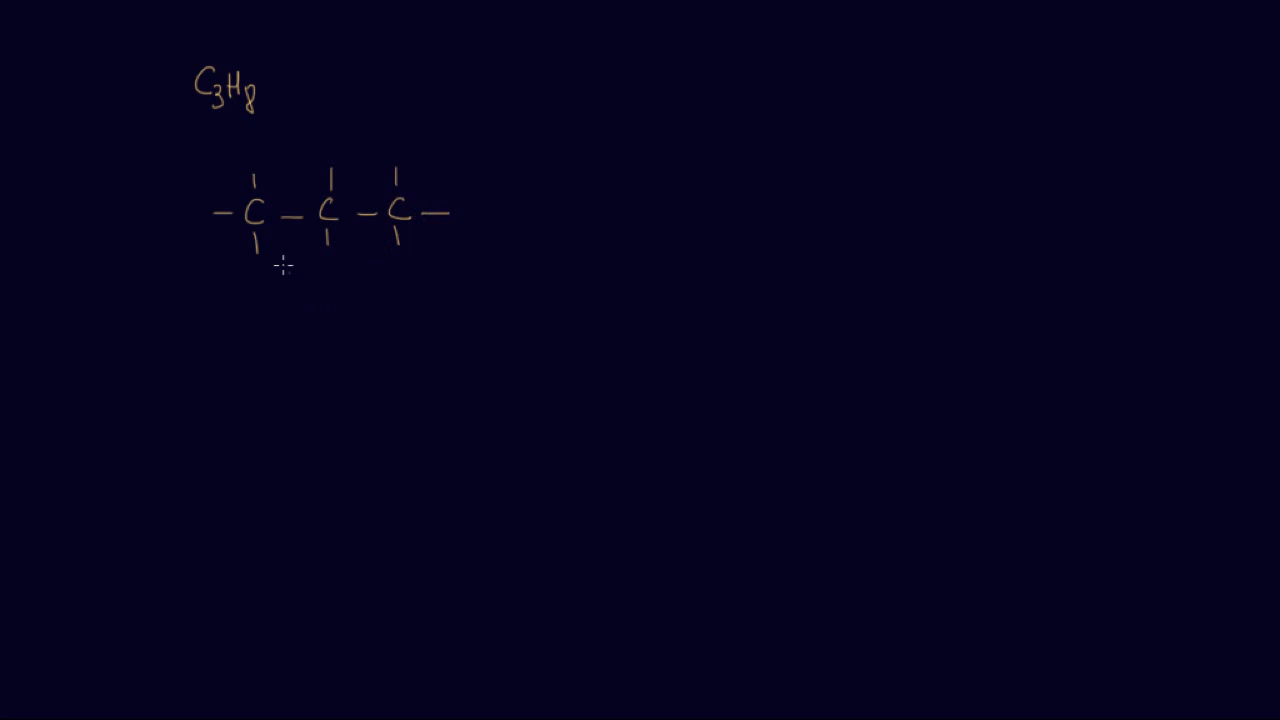 C₃H₈
– C – C – C –